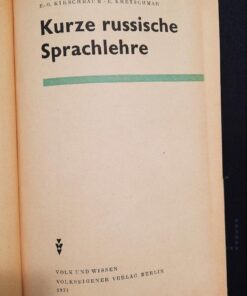 E.-G. KIRSCHBAUM - E. KRETSCHMAR
Kurze russische
Sprachlehre
VOLK UND WISSEN
VOLKSEIGENER VERLAG BERLIN
1971